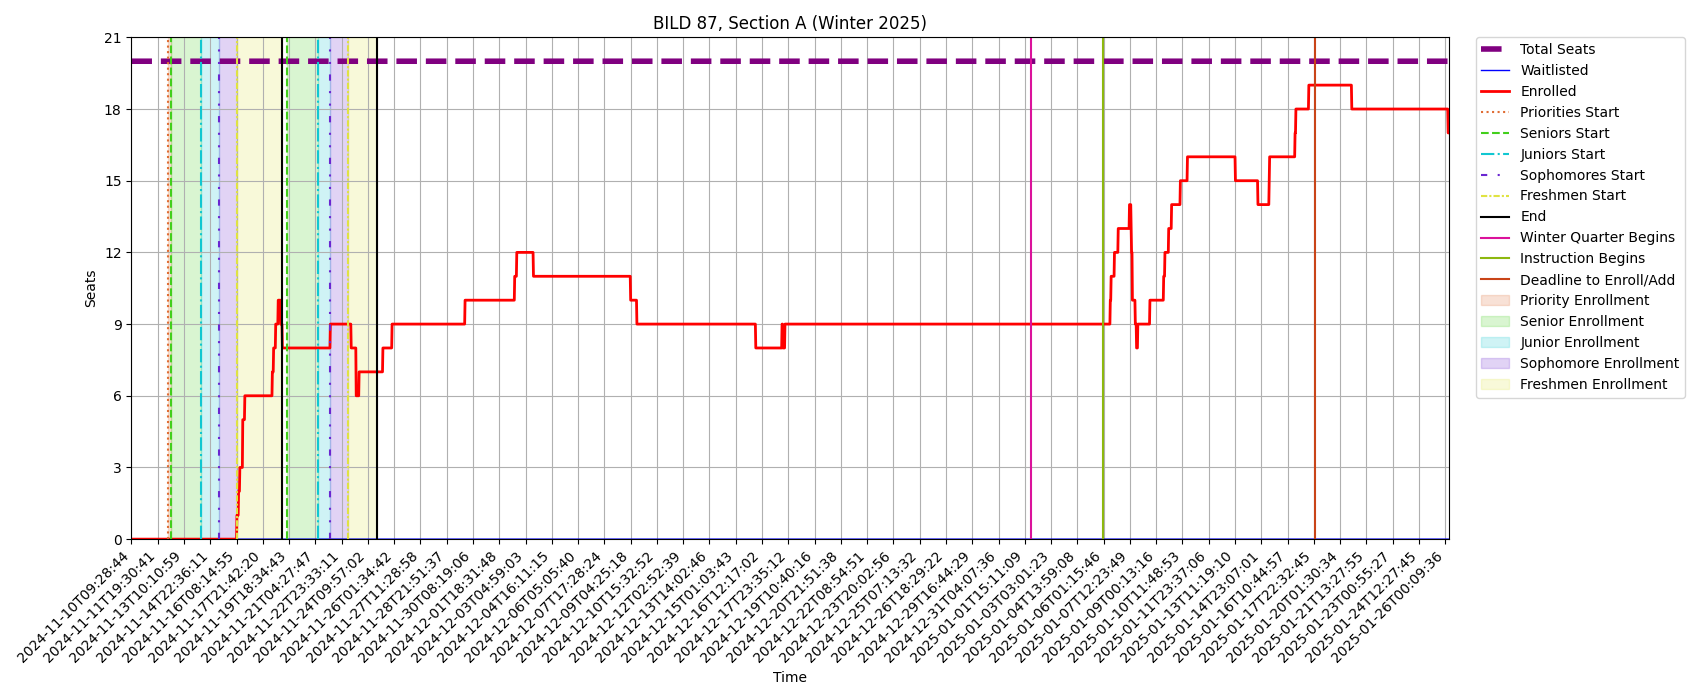 BILD 87, Section A (Winter 2025)
21
18
15
12
9
6
3
0
Seats
2024-11-10T09:28:44
2024-11-11T19:30:41
2024-11-13T10:10:59
2024-11-14T22:36:11
2024-11-16T08:14:55
2024-11-17T21:42:20
2024-11-19T18:34:43
2024-11-21T04:27:47
2024-11-22T22:33:11
2024-11-24T09:57:02
2024-11-26T01:34:42
2024-11-27T11:28:58
2024-11-28T21:51:37
2024-11-30T08:19:06
2024-12-01T18:31:48
2024-12-03T04:59:03
2024-12-04T16:11:15
2024-12-06T05:05:40
2024-12-07T17:28:24
2024-12-09T04:25:18
2024-12-10T15:32:52
2024-12-12T02:52:39
2024-12-13T14:02:46
2024-12-15T01:03:43
2024-12-16T12:17:02
2024-12-17T23:35:12
2024-12-19T10:40:16
2024-12-20T21:51:38
2024-12-22T08:54:51
2024-12-23T20:02:56
2024-12-25T07:13:32
2024-12-26T18:29:22
2024-12-29T16:44:29
2024-12-31T04:07:36
2025-01-01T15:11:09
2025-01-03T03:01:23
2025-01-04T13:59:08
2025-01-06T01:15:46
2025-01-07T12:23:49
2025-01-09T00:13:16
2025-01-10T11:48:53
2025-01-11T23:37:06
2025-01-13T11:19:10
2025-01-14T23:07:01
2025-01-16T10:44:57
2025-01-17T22:32:45
2025-01-20T01:30:34
2025-01-21T13:27:55
2025-01-23T00:55:27
2025-01-24T12:27:45
2025-01-26T00:09:36
Time
Total Seats
Waitlisted
Enrolled
Priorities Start
Seniors Start
Juniors Start
Sophomores Start
Freshmen Start
End
Winter Quarter Begins
Instruction Begins
Deadline to Enroll/Add
Priority Enrollment
Senior Enrollment
Junior Enrollment
Sophomore Enrollment
Freshmen Enrollment